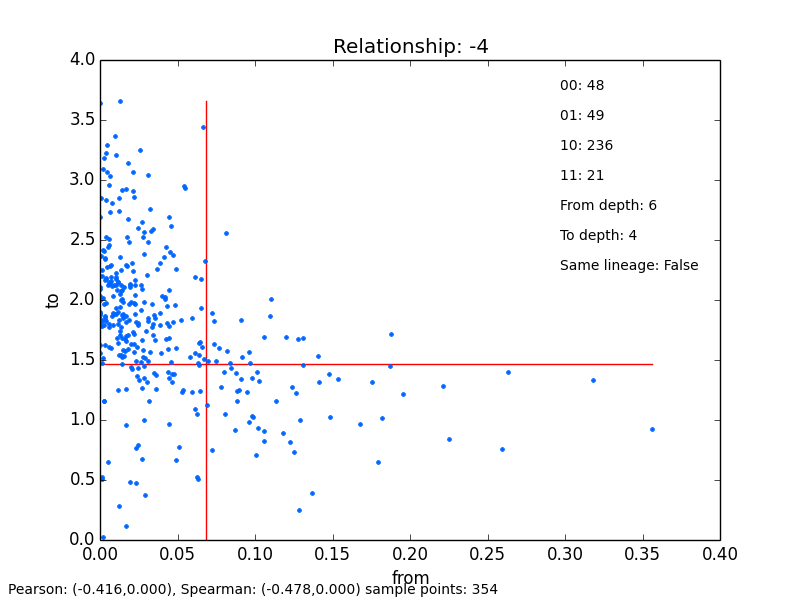 Relationship: -4
4.0
3.5
3.0
2.5
2.0
1.5
1.0
0.5
0.0
to
00: 48
01: 49
10: 236
11: 21
From depth: 6
To depth: 4
Same lineage: False
0.00 0.05 0.10 0.15 0.20 0.25 0.30 0.35 0.40
from
Pearson: (-0.416,0.000), Spearman: (-0.478,0.000) sample points: 354